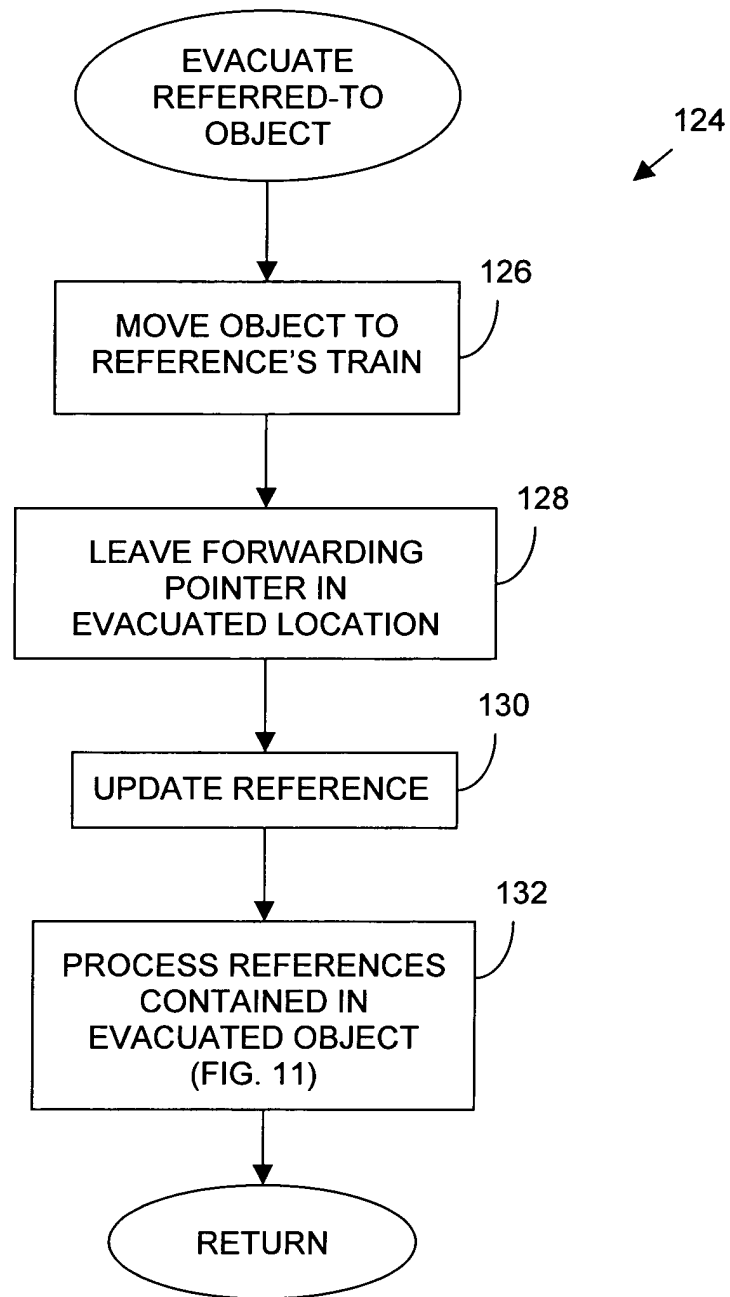 EVACUATE
REFERRED-TO
OBJECT
124
126
MOVE OBJECT TO
REFERENCE'S TRAIN
128
LEAVE FORWARDING
POINTER IN
EVACUATED LOCATION
130
UPDATE REFERENCE
132
PROCESS REFERENCES
CONTAINED IN
EVACUATED OBJECT
(FIG. 11)
RETURN